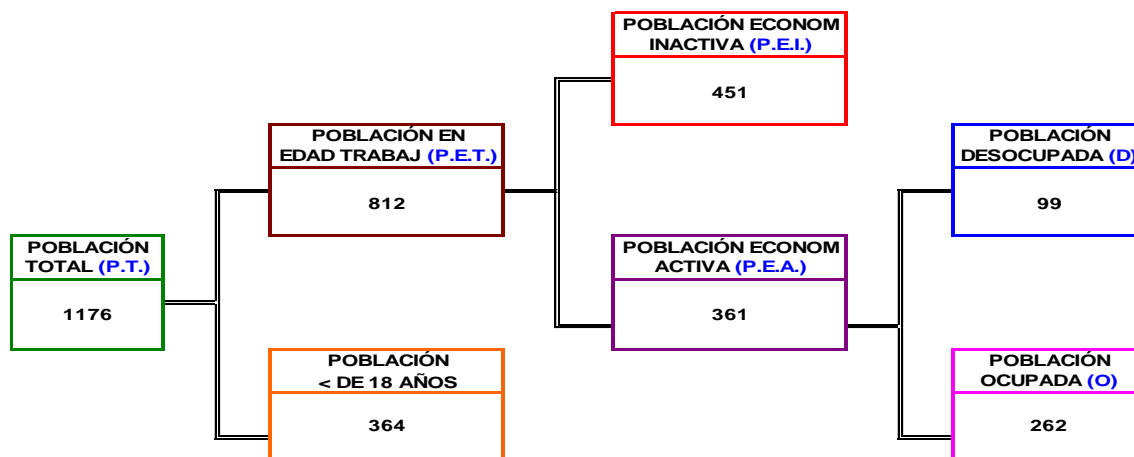 POBLACIÓN ECONOM
INACTIVA (P.E.I.)
451
POBLACIÓN EN
EDAD TRABAJ (P.E.T.)
812
POBLACIÓN
DESOCUPADA (D)
99
POBLACIÓN
TOTAL (P.T.)
1176
POBLACIÓN ECONOM
ACTIVA (P.E.A.)
361
POBLACIÓN
< DE 18 AÑOS
364
POBLACIÓN
OCUPADA (O)
262